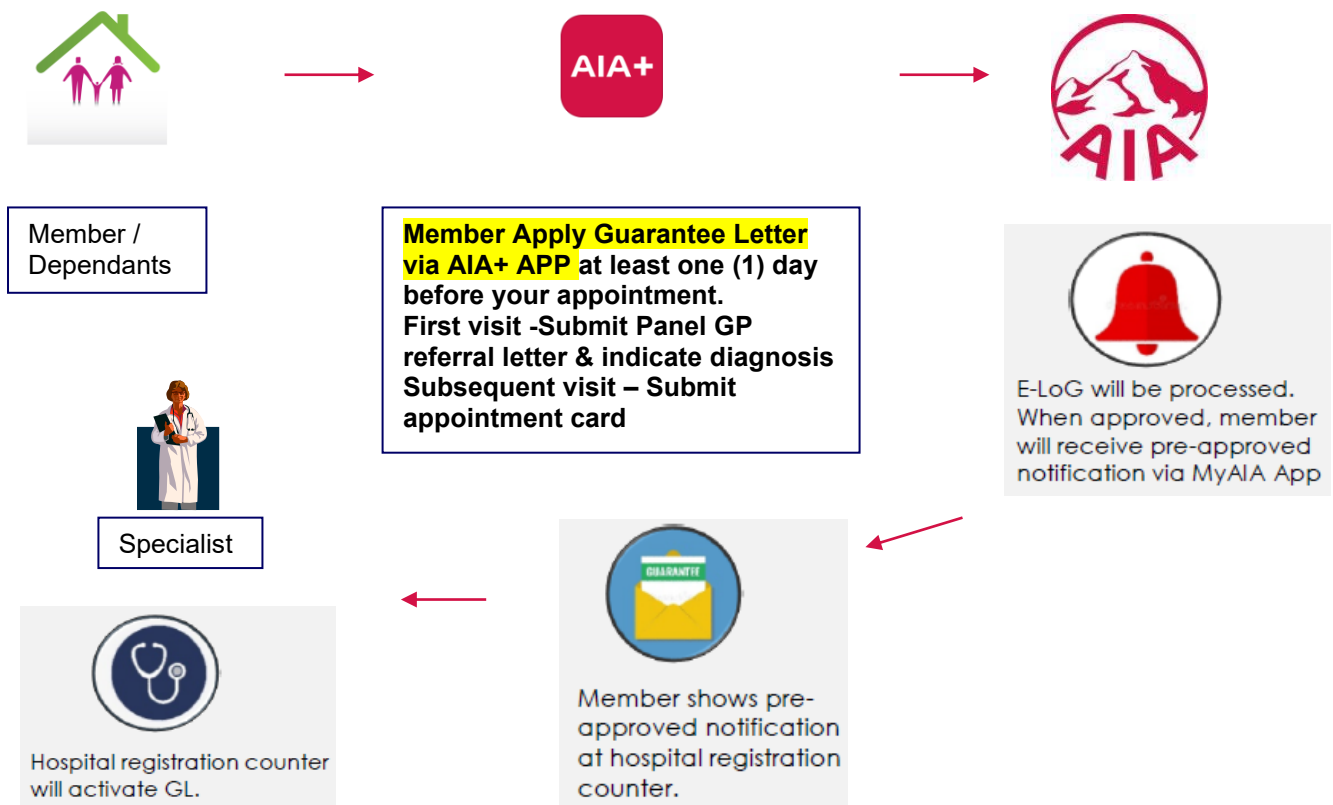 AIA+
AIA
Member /
Dependants
Member Apply Guarantee Letter
via AIA+ APP at least one (1) day
before your appointment.
First visit -Submit Panel GP
referral letter & indicate diagnosis
Subsequent visit – Submit
appointment card
E-LoG will be processed.
When approved, member
will receive pre-approved
notification via MyAIA App
Specialist
GUARANTEE
Member shows pre-
approved notification
at hospital registration
counter.
Hospital registration counter
will activate GL.